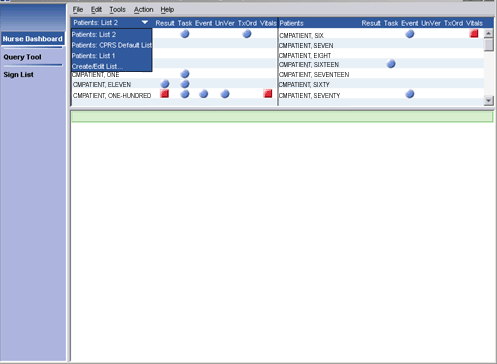 File Edit Tools Action Help
Patients: List 2 Result Task Event UnVer TxOrd Vitals Patients Result Task Event UnVer TxOrd Vitals
Nurse Dashboard
Query Tool
Sign List
Patients: List 2
Patients: CPRS Default List
Patients: List 1
Create/Edit List...
CMPATIENT, ONE
CMPATIENT, ELEVEN
CMPATIENT, ONE-HUNDRED
CMPATIENT, SIX
CMPATIENT, SEVEN
CMPATIENT, EIGHT
CMPATIENT, SIXTEEN
CMPATIENT, SEVENTEEN
CMPATIENT, SIXTY
CMPATIENT, SEVENTY